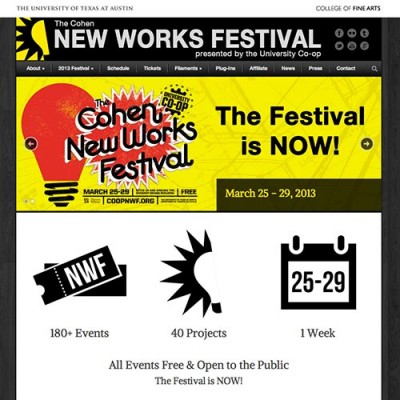 THE UNIVERSITY OF TEXAS AT AUSTIN
COLLEGE OF FINE ARTS
The Cohen
NEW WORKS FESTIVAL
presented by the University Co-op
About
2013 Festival
Schedule
Tickets
Filaments
Plug-Ins
Affiliate
News
Press
Contact
The
Cohen
New Works
Festival
UNIVERSITY
CO-OP
MARCH 25-29
FREE
COOPNWF.ORG
The Festival
is NOW!
March 25 - 29, 2013
NWF
25-29
180+ Events
40 Projects
1 Week
All Events Free & Open to the Public
The Festival is NOW!